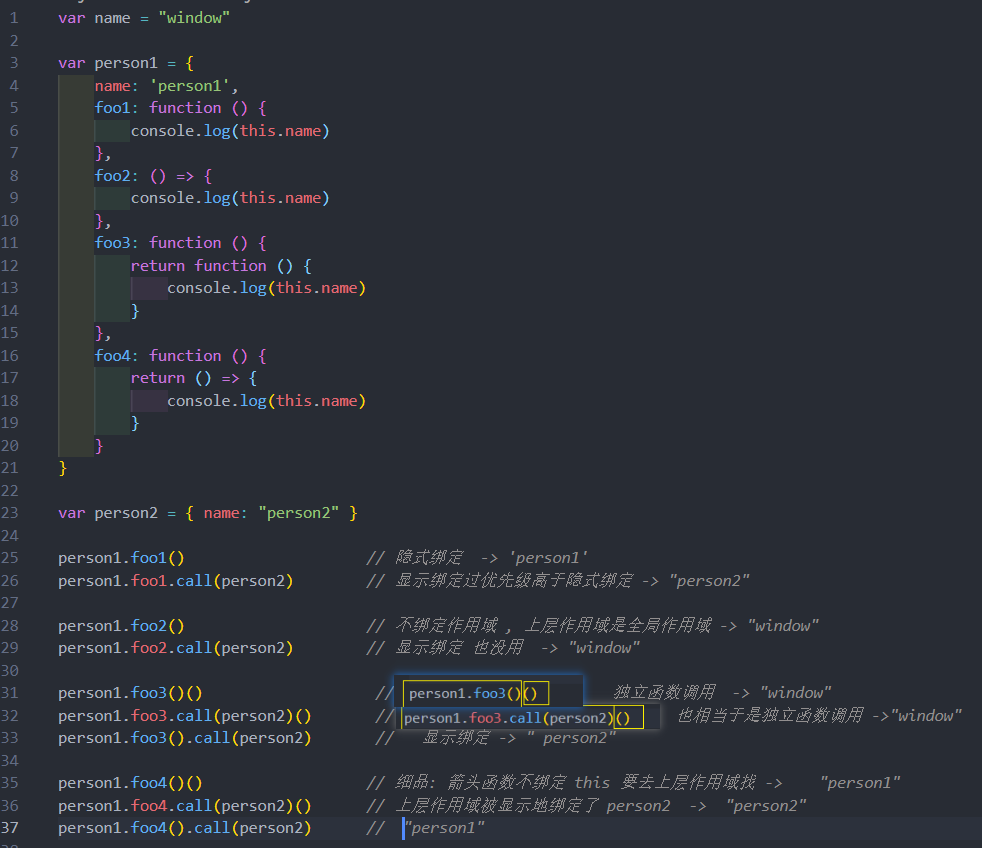 1 var name = "window"
2
3 var person1 = {
4 name: 'person1',
5 foo1: function () {
6 console.log(this.name)
7 },
8 foo2: () => {
9 console.log(this.name)
10 },
11 foo3: function () {
12 return function () {
13 console.log(this.name)
14 }
15 },
16 foo4: function () {
17 return () => {
18 console.log(this.name)
19 }
20 }
21 }
22
23 var person2 = { name: "person2" }
24
25 person1.foo1() // 隐式绑定 -> 'person1'
26 person1.foo1.call(person2) // 显示绑定过优先级高于隐式绑定 -> "person2"
27
28 person1.foo2() // 不绑定作用域 , 上层作用域是全局作用域 -> "window"
29 person1.foo2.call(person2) // 显示绑定 也没用 -> "window"
30
31 person1.foo3()() // person1.foo3()() 独立函数调用 -> "window"
32 person1.foo3.call(person2)() // person1.foo3.call(person2)() 也相当于是独立函数调用 ->"window"
33 person1.foo3().call(person2) // 显示绑定 -> " person2"
34
35 person1.foo4()() // 细品: 箭头函数不绑定 this 要去上层作用域找 -> "person1"
36 person1.foo4.call(person2)() // 上层作用域被显示地绑定了 person2 -> "person2"
37 person1.foo4().call(person2) // "person1"